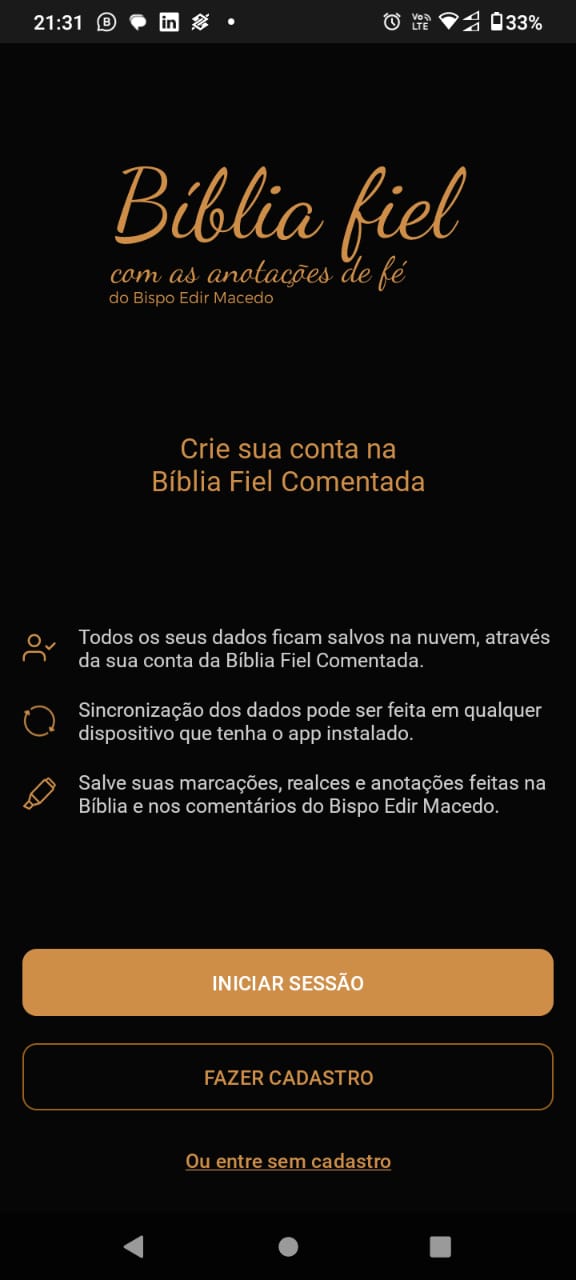 21:31
Vo LTE
33%
Bíblia fiel
com as anotações de fé
do Bispo Edir Macedo
Crie sua conta na
Bíblia Fiel Comentada
Todos os seus dados ficam salvos na nuvem, através
da sua conta da Bíblia Fiel Comentada.
Sincronização dos dados pode ser feita em qualquer
dispositivo que tenha o app instalado.
Salve suas marcações, realces e anotações feitas na
Bíblia e nos comentários do Bispo Edir Macedo.
INICIAR SESSÃO
FAZER CADASTRO
Ou entre sem cadastro